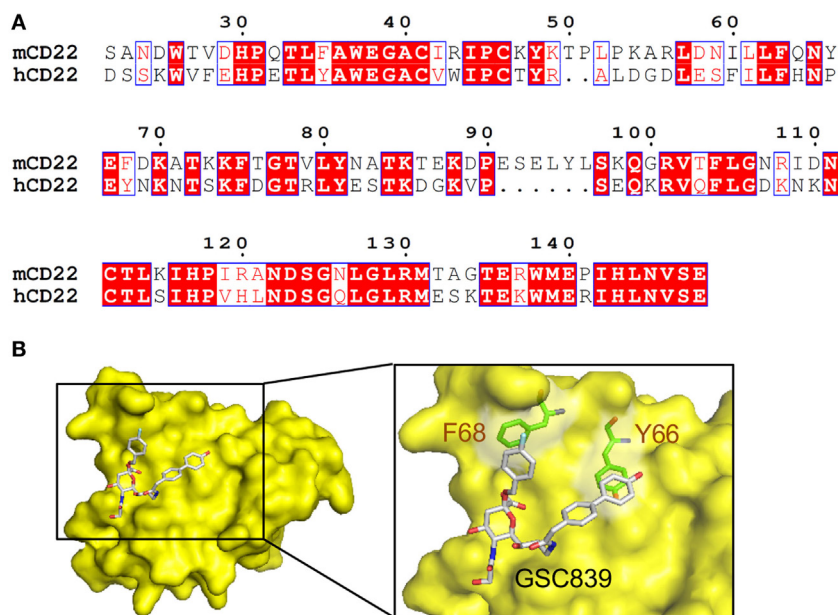 A
30 40 50 60
mCD22 SANDWTVDHPQTLFAWEGACIRIPCKYKTPLPKARLDNILLFQNY
hCD22 DSSKWVFEHPETLYAWEGACVWIPCTYR..ALDGDLESFILFHNP
70 80 90 100 110
mCD22 EFDKATKKFTGTVLYNATKTEKDPESELYLSKQGRVTFLGNRIDN
hCD22 EYNKNTSKFDGTRLYESTKDGKVP......SEQKRVQFLGDKNKN
120 130 140
mCD22 CTLKIHPIRANDSGNLGLRMTAGTERWMEPIHLNVSE
hCD22 CTLSIHPVHLNDSGQLGLRMESKTEKWMERIHLNVSE
B
F68 Y66
GSC839